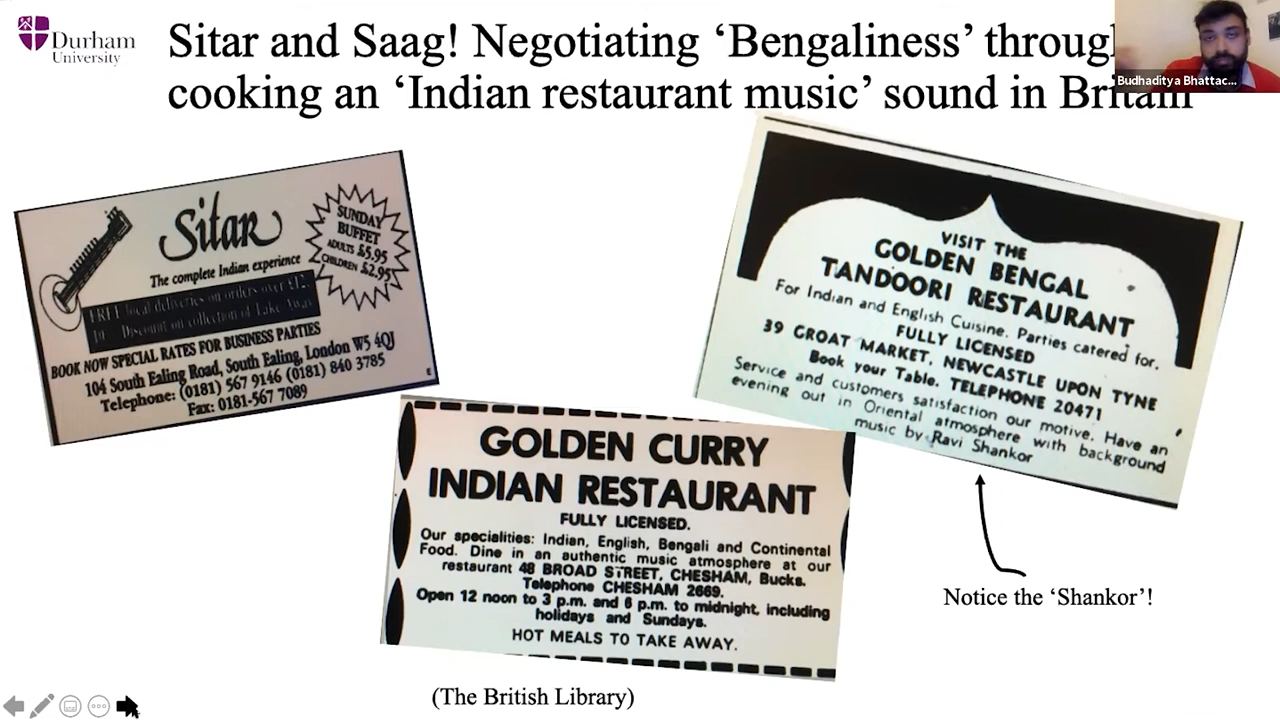 Durham
University
Sitar and Saag! Negotiating ‘Bengaliness’ through
cooking an ‘Indian restaurant music’ sound in Britain
Budhaditya Bhattac...
Sitar
The complete Indian experience
SUNDAY
BUFFET
ADULTS £5.95
CHILDREN £2.95
FREE local deliveries on orders over
Discount on collection of Take Away
BOOK NOW SPECIAL RATES FOR BUSINESS PARTIES
104 South Ealing Road, South Ealing, London W5 4QJ
Telephone: (0181) 567 9146 (0181) 840 3785
Fax: 0181-567 7089
VISIT THE
GOLDEN BENGAL
TANDOORI RESTAURANT
For Indian and English Cuisine. Parties catered for.
FULLY LICENSED
39 GROAT MARKET, NEWCASTLE UPON TYNE
Book your Table. TELEPHONE 20471
Service and customers satisfaction our motive. Have an
evening out in Oriental atmosphere with background
music by Ravi Shankor
GOLDEN CURRY
INDIAN RESTAURANT
FULLY LICENSED.
Our specialities: Indian, English, Bengali and Continental
Food. Dine in an authentic music atmosphere at our
restaurant 48 BROAD STREET, CHESHAM, Bucks.
Telephone CHESHAM 2669.
Open 12 noon to 3 p.m. and 6 p.m. to midnight, including
holidays and Sundays.
HOT MEALS TO TAKE AWAY.
Notice the ‘Shankor’!
(The British Library)